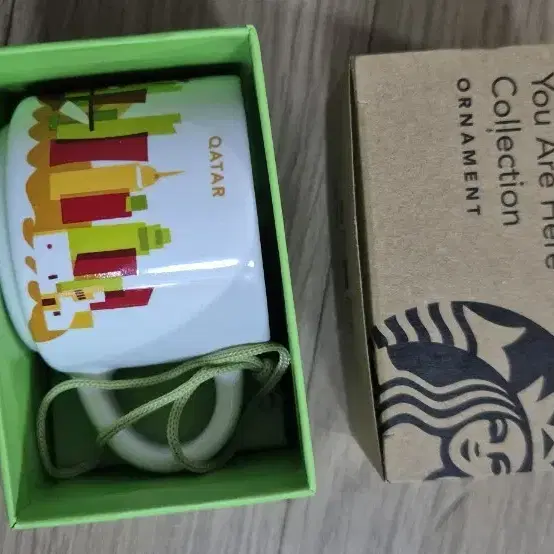 QATAR
You Are Here
Collection
ORNAMENT